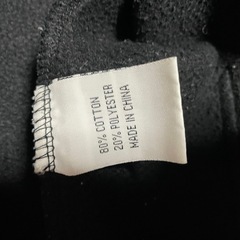 80% COTTON
20% POLYESTER
MADE IN CHINA